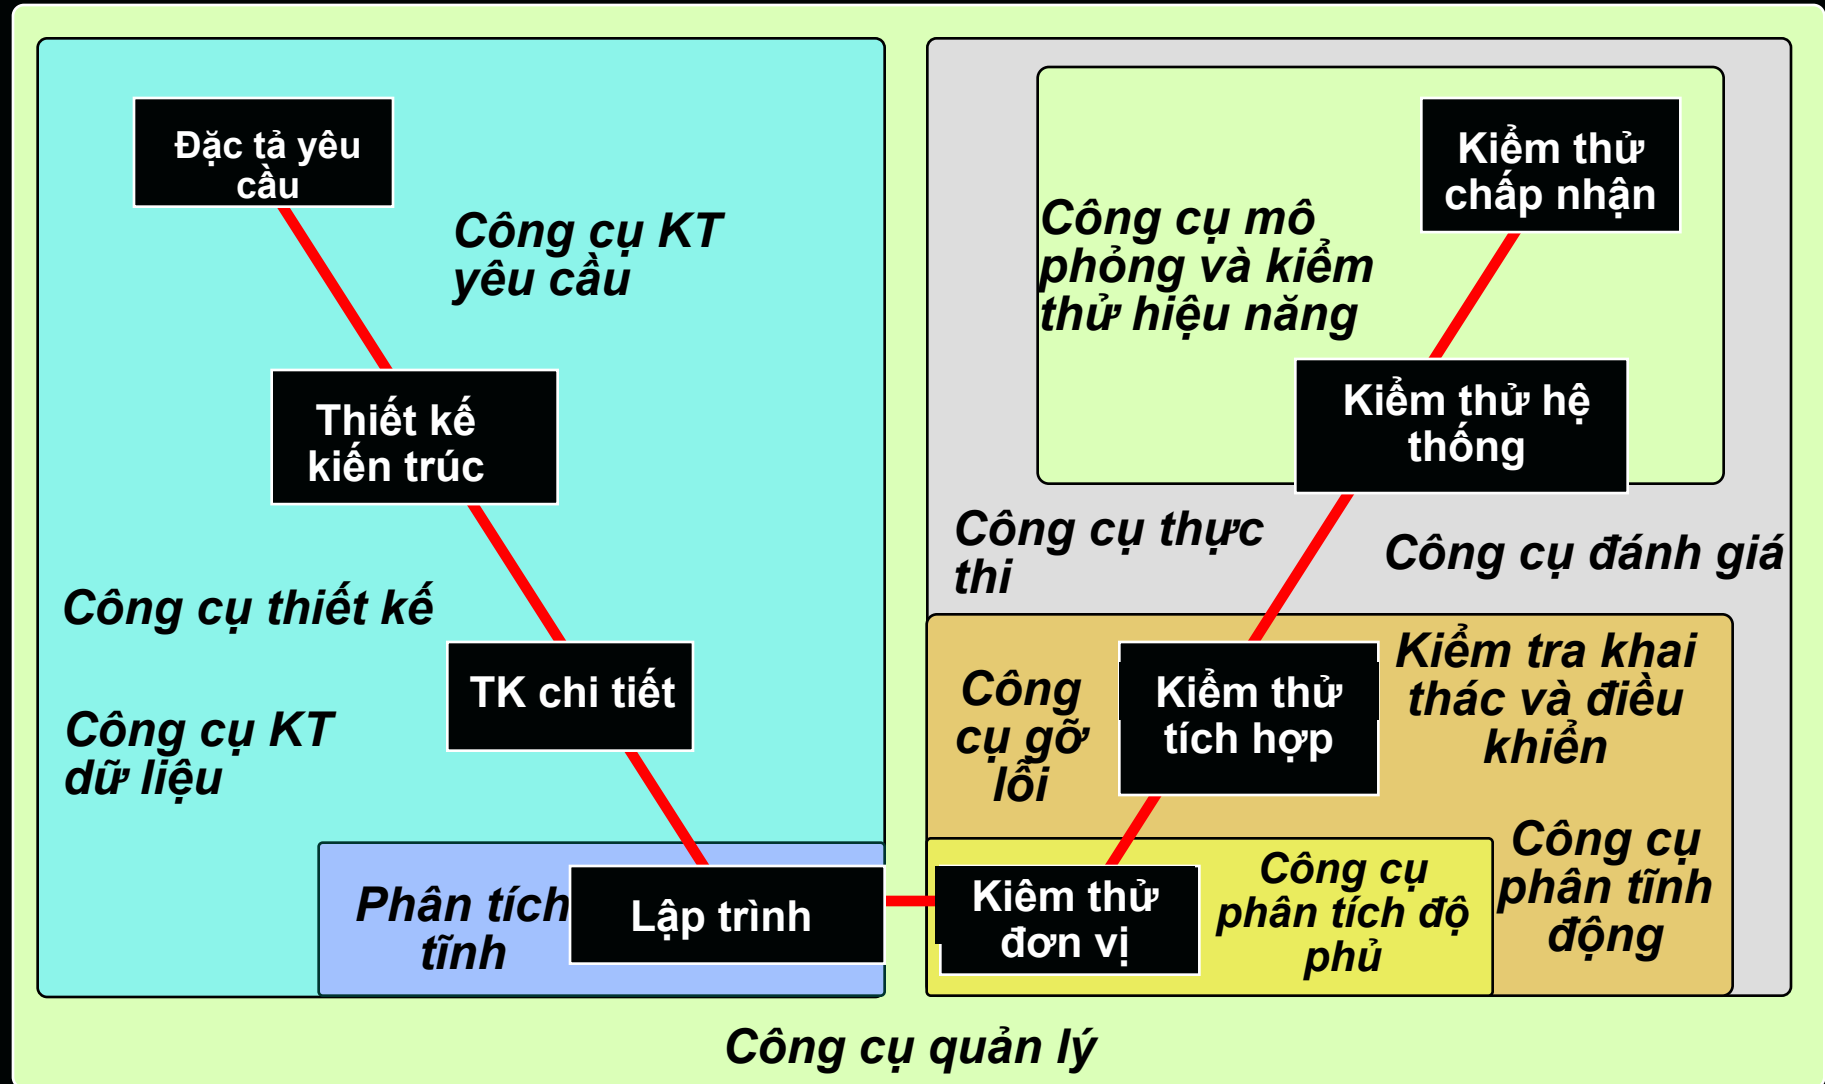 Đặc tả yêu
cầu
Công cụ KT
yêu cầu
Thiết kế
kiến trúc
Công cụ thiết kế
TK chi tiết
Công cụ KT
dữ liệu
Phân tích
tĩnh
Lập trình
Kiểm thử
chấp nhận
Công cụ mô
phỏng và kiểm
thử hiệu năng
Kiểm thử hệ
thống
Công cụ thực
thi
Công cụ đánh giá
Công
cụ gỡ
lỗi
Kiểm thử
tích hợp
Kiểm tra khai
thác và điều
khiển
Kiêm thử
đơn vị
Công cụ
phân tích độ
phủ
Công cụ
phân tĩnh
động
Công cụ quản lý